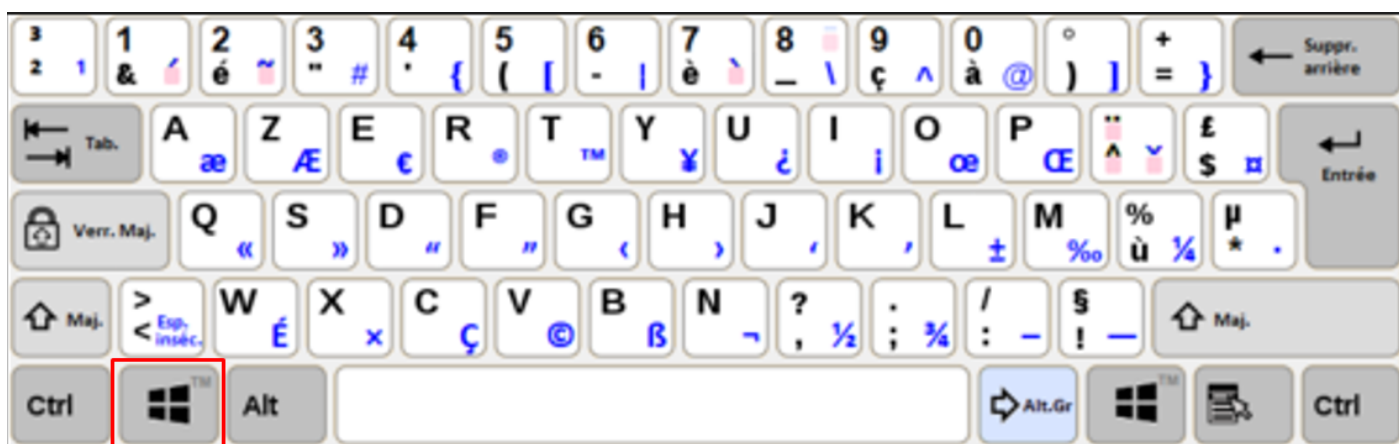 3 1 2 3 4 5 6 7 8 9 0 ° + Suppr.
2 1 & ´ é ~ " # ' { ( [ - | è ` _ \ ç ^ à @ ) ] = } arrière
Tab. A æ Z Æ E € R ® T ™ Y ¥ U ¿ I ¡ O œ P Œ ¨ ^ ˇ £ $ ¤ Entrée
Verr. Maj. Q « S » D “ F ” G ‹ H › J ‘ K ’ L ± M ‰ % ù ¼ µ * ·
Maj. > < Esp. inséc. W É X × C Ç V © B ß N ¬ ? , ½ . ; ¾ / : – § ! — Maj.
Ctrl TM Alt Alt.Gr TM Ctrl